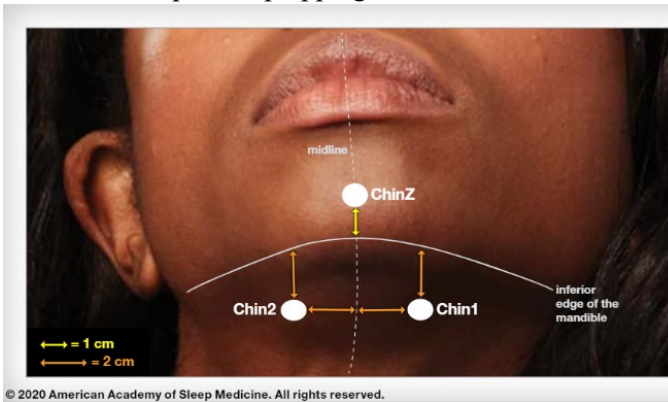 midline
ChinZ
Chin2
Chin1
inferior
edge of the
mandible
= 1 cm
= 2 cm
© 2020 American Academy of Sleep Medicine. All rights reserved.